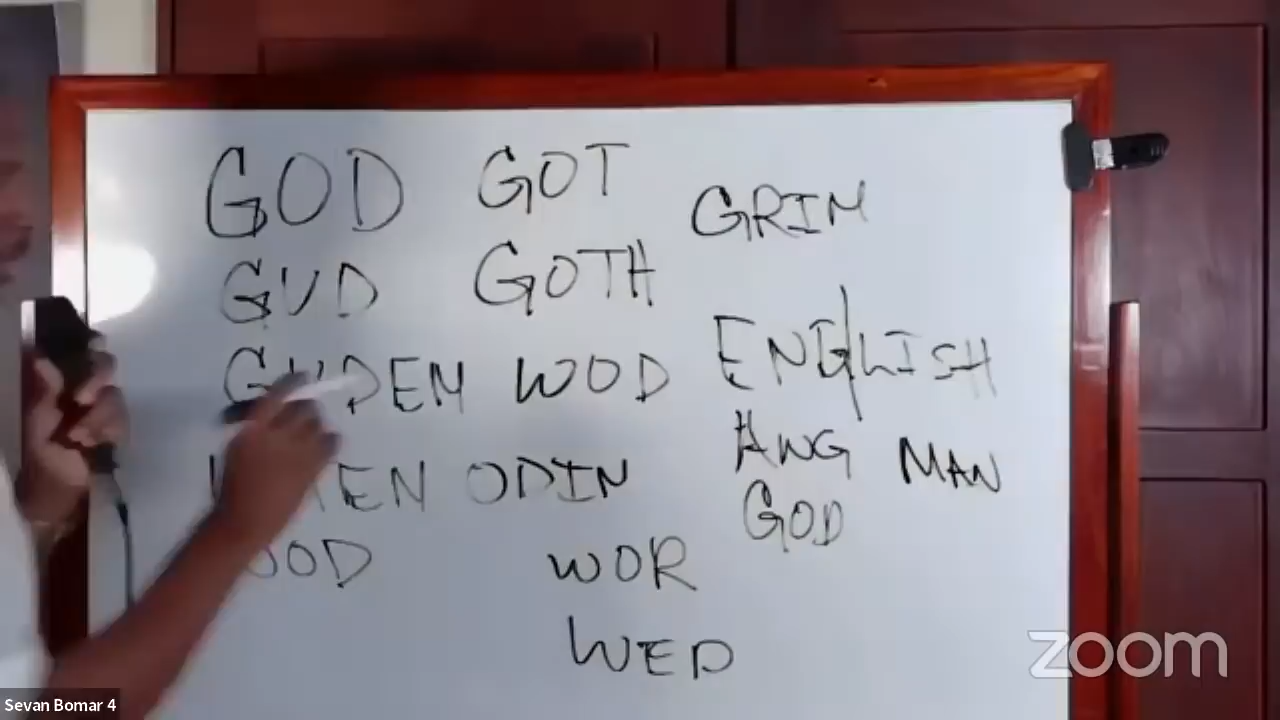 GOD GOT
GRIM
GUD GOTH
ENGLISH
WOD
ANG MAN
ODIN
GOD
WOR
WED
zoom
Sevan Bomar 4